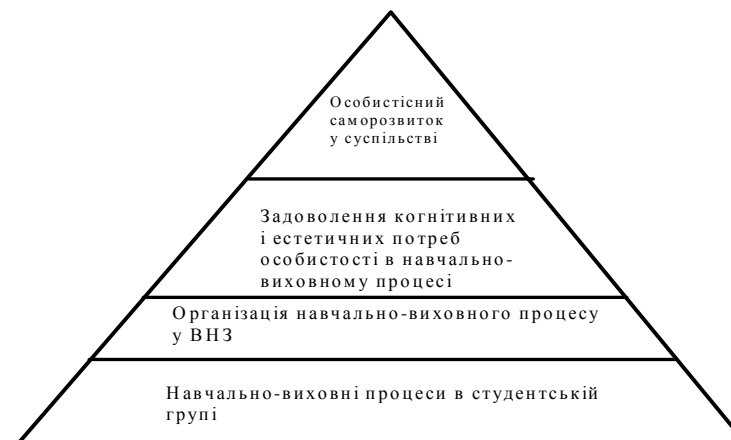 Особистісний
саморозвиток
у суспільстві
Задоволення когнітивних
і естетичних потреб
особистості в навчально-
виховному процесі
Організація навчально-виховного процесу
у ВНЗ
Навчально-виховні процеси в студентській
групі